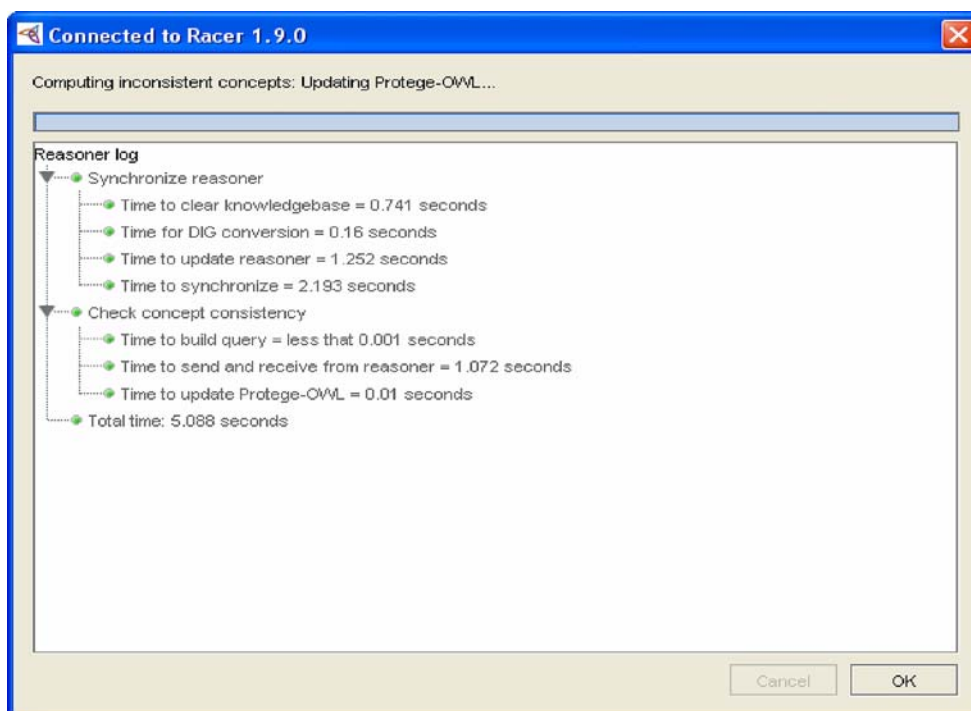 Connected to Racer 1.9.0
Computing inconsistent concepts: Updating Protege-OWL...
Reasoner log
Synchronize reasoner
Time to clear knowledgebase = 0.741 seconds
Time for DIG conversion = 0.16 seconds
Time to update reasoner = 1.252 seconds
Time to synchronize = 2.193 seconds
Check concept consistency
Time to build query = less that 0.001 seconds
Time to send and receive from reasoner = 1.072 seconds
Time to update Protege-OWL = 0.01 seconds
Total time: 5.088 seconds
Cancel OK